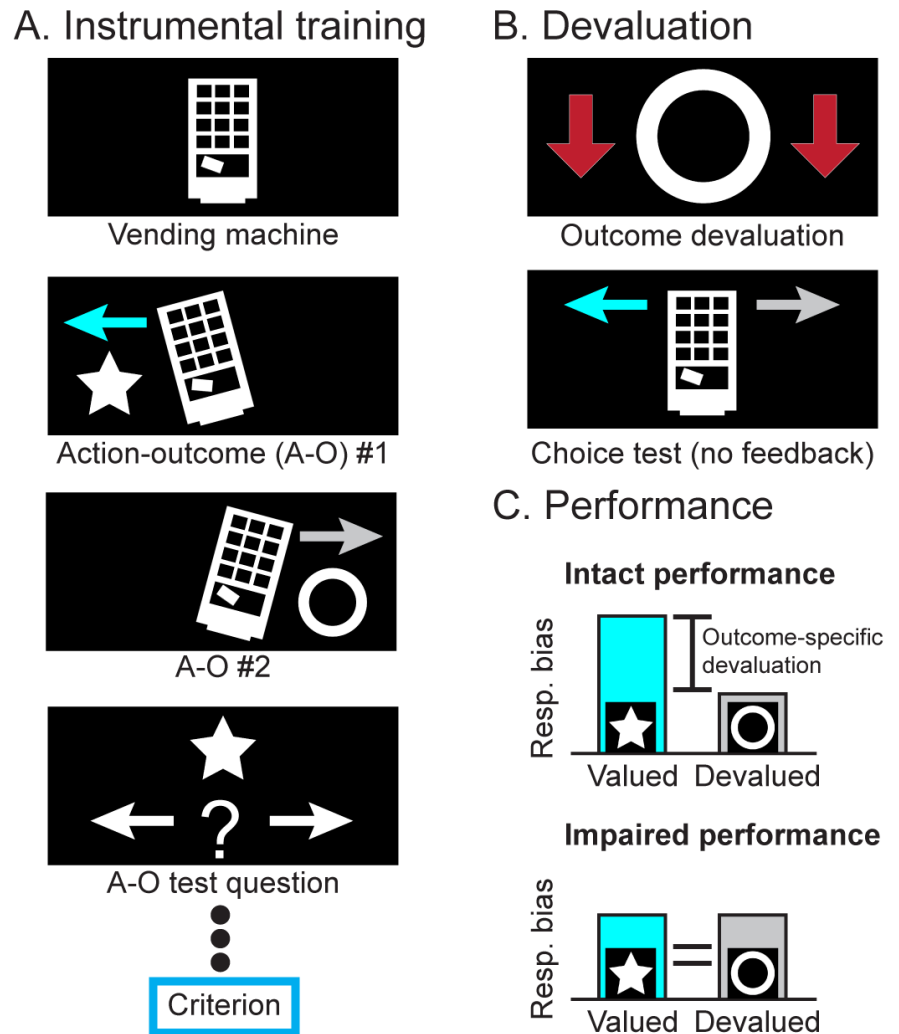 A. Instrumental training
Vending machine
Action-outcome (A-O) #1
A-O #2
?
A-O test question
Criterion
B. Devaluation
Outcome devaluation
Choice test (no feedback)
C. Performance
Intact performance
Resp. bias
Outcome-specific
devaluation
Valued Devalued
Impaired performance
Resp. bias
=
Valued Devalued